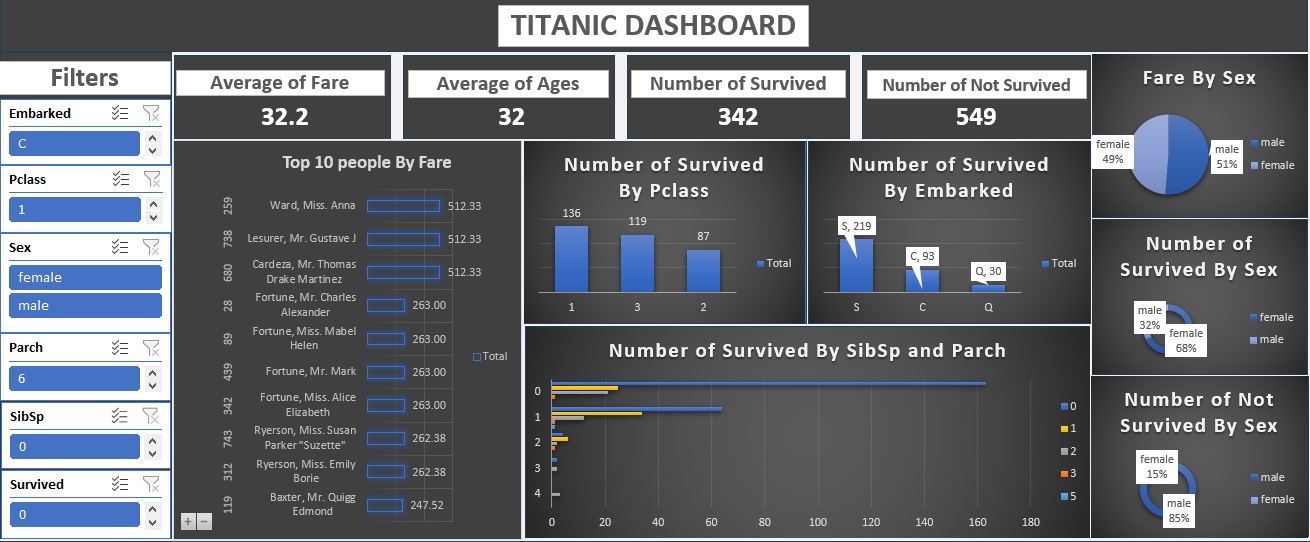 TITANIC DASHBOARD
Filters
Embarked
C
Pclass
1
Sex
female
male
Parch
6
SibSp
0
Survived
0
Average of Fare
32.2
Average of Ages
32
Number of Survived
342
Number of Not Survived
549
Top 10 people By Fare
259
Ward, Miss. Anna
512.33
738
Lesurer, Mr. Gustave J
512.33
680
Cardeza, Mr. Thomas
Drake Martinez
512.33
28
Fortune, Mr. Charles
Alexander
263.00
89
Fortune, Miss. Mabel
Helen
263.00
439
Fortune, Mr. Mark
263.00
342
Fortune, Miss. Alice
Elizabeth
263.00
743
Ryerson, Miss. Susan
Parker "Suzette"
262.38
312
Ryerson, Miss. Emily
Borie
262.38
119
Baxter, Mr. Quigg
Edmond
247.52
Total
+ −
Number of Survived
By Pclass
136
119
87
1 3 2
Total
Number of Survived
By Embarked
S, 219
C, 93
Q, 30
S C Q
Total
Number of Survived By SibSp and Parch
0
1
2
3
4
0 20 40 60 80 100 120 140 160 180
0
1
2
3
5
Fare By Sex
female
49%
male
51%
male
female
Number of
Survived By Sex
male
32%
female
68%
female
male
Number of Not
Survived By Sex
female
15%
male
85%
male
female